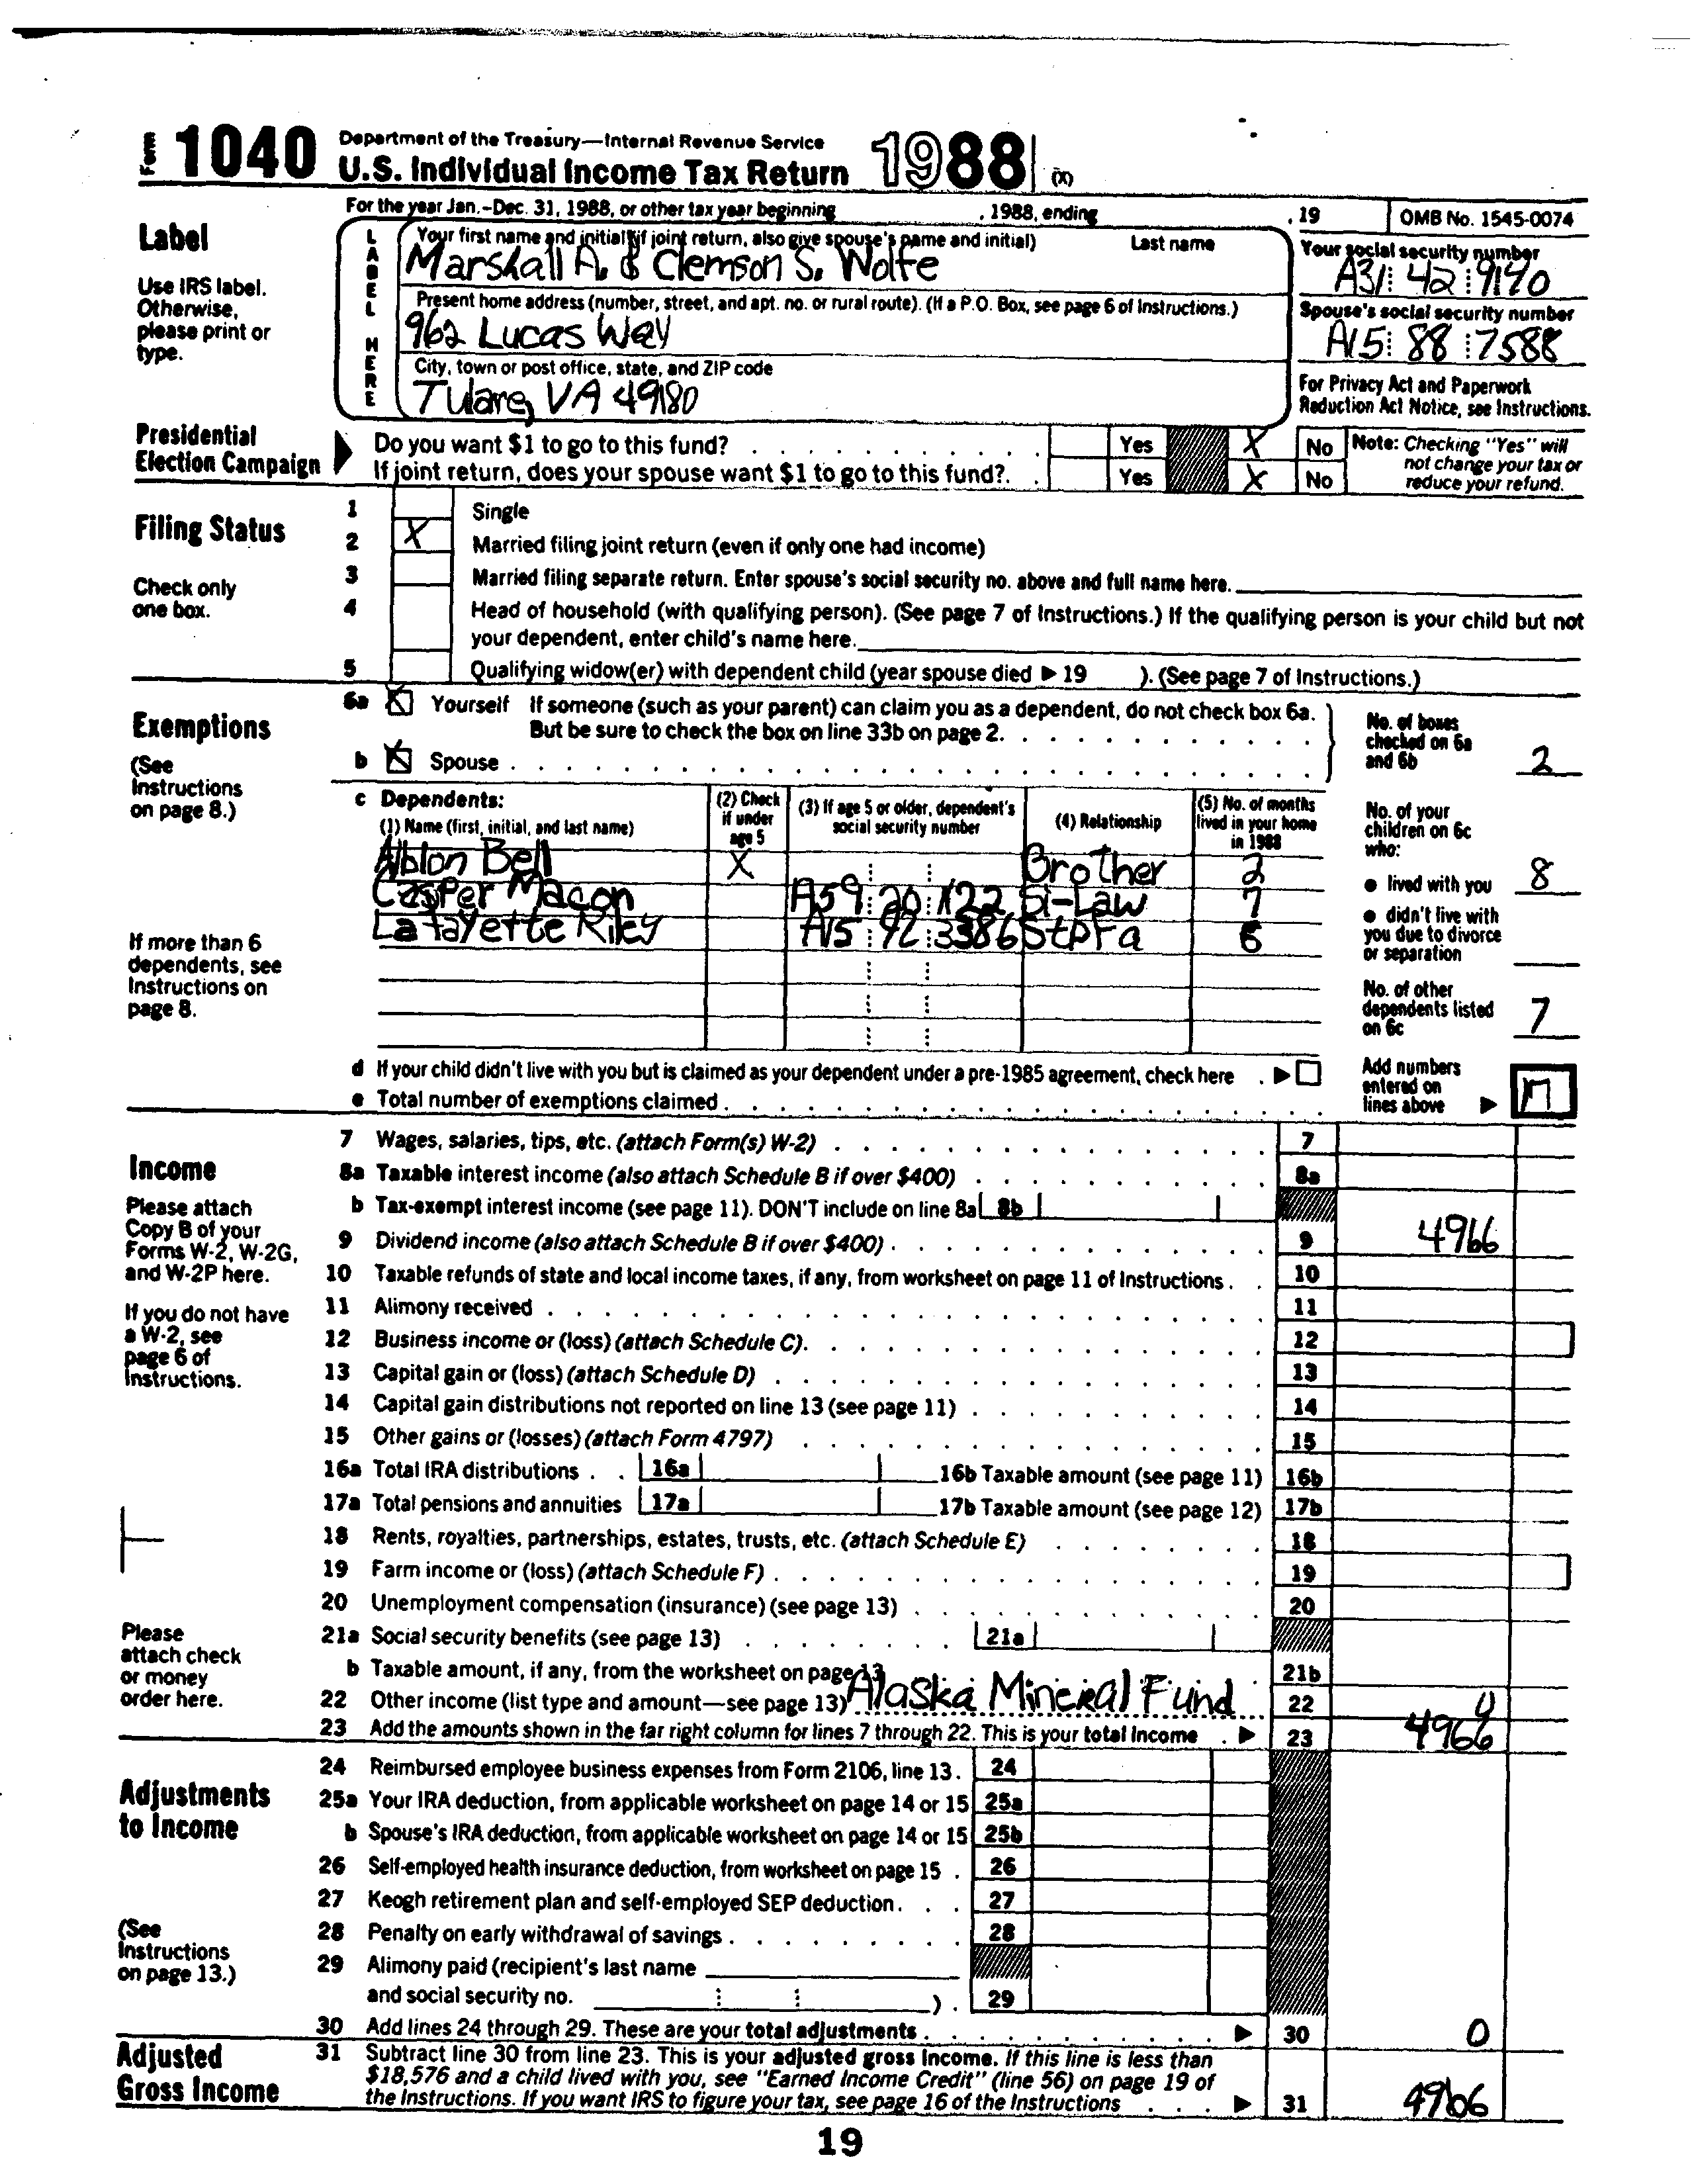 Form 1040 Department of the Treasury—Internal Revenue Service
U.S. Individual Income Tax Return 1988 (X)
For the year Jan.-Dec. 31, 1988, or other tax year beginning , 1988, ending , 19 OMB No. 1545-0074
Label
Use IRS label. Otherwise, please print or type.
LABEL HERE
Your first name and initial (if joint return, also give spouse's name and initial) Last name
Marshall A. & Clemson S. Wolfe
Your social security number
A31 42 9170
Present home address (number, street, and apt. no. or rural route). (If a P.O. Box, see page 6 of Instructions.)
962 Lucas Way
Spouse's social security number
A15 88 7588
City, town or post office, state, and ZIP code
Tulare, VA 49180
For Privacy Act and Paperwork Reduction Act Notice, see Instructions.
Presidential Election Campaign
Do you want $1 to go to this fund? Yes X No
If joint return, does your spouse want $1 to go to this fund?. Yes X No
Note: Checking "Yes" will not change your tax or reduce your refund.
Filing Status
Check only one box.
1 Single
2 X Married filing joint return (even if only one had income)
3 Married filing separate return. Enter spouse's social security no. above and full name here.
4 Head of household (with qualifying person). (See page 7 of Instructions.) If the qualifying person is your child but not
your dependent, enter child's name here.
5 Qualifying widow(er) with dependent child (year spouse died ▶ 19 ). (See page 7 of Instructions.)
Exemptions
(See Instructions on page 8.)
6a X Yourself If someone (such as your parent) can claim you as a dependent, do not check box 6a.
But be sure to check the box on line 33b on page 2.
b X Spouse
No. of boxes checked on 6a and 6b 2
c Dependents:
(1) Name (first, initial, and last name) (2) Check if under age 5 (3) If age 5 or older, dependent's social security number (4) Relationship (5) No. of months lived in your home in 1988
Albion Bell X Brother 2
Casper Macon A59 20 1122 Si-Law 7
Lafayette Riley A15 92 3386 StpFa 6
If more than 6 dependents, see Instructions on page 8.
No. of your children on 6c who:
● lived with you 8
● didn't live with you due to divorce or separation
No. of other dependents listed on 6c 7
d If your child didn't live with you but is claimed as your dependent under a pre-1985 agreement, check here . ▶
e Total number of exemptions claimed
Add numbers entered on lines above ▶ 17
Income
Please attach Copy B of your Forms W-2, W-2G, and W-2P here.
If you do not have a W-2, see page 6 of Instructions.
Please attach check or money order here.
7 Wages, salaries, tips, etc. (attach Form(s) W-2) 7
8a Taxable interest income (also attach Schedule B if over $400) 8a
b Tax-exempt interest income (see page 11). DON'T include on line 8a 8b
9 Dividend income (also attach Schedule B if over $400) 9 4966
10 Taxable refunds of state and local income taxes, if any, from worksheet on page 11 of Instructions 10
11 Alimony received 11
12 Business income or (loss) (attach Schedule C). 12
13 Capital gain or (loss) (attach Schedule D) 13
14 Capital gain distributions not reported on line 13 (see page 11) 14
15 Other gains or (losses) (attach Form 4797) 15
16a Total IRA distributions 16a 16b Taxable amount (see page 11) 16b
17a Total pensions and annuities 17a 17b Taxable amount (see page 12) 17b
18 Rents, royalties, partnerships, estates, trusts, etc. (attach Schedule E) 18
19 Farm income or (loss) (attach Schedule F) 19
20 Unemployment compensation (insurance) (see page 13) 20
21a Social security benefits (see page 13) 21a
b Taxable amount, if any, from the worksheet on page 13 21b
22 Other income (list type and amount—see page 13) Alaska Mineral Fund 22 0
23 Add the amounts shown in the far right column for lines 7 through 22. This is your total income ▶ 23 4966
Adjustments to Income
(See Instructions on page 13.)
24 Reimbursed employee business expenses from Form 2106, line 13 24
25a Your IRA deduction, from applicable worksheet on page 14 or 15 25a
b Spouse's IRA deduction, from applicable worksheet on page 14 or 15 25b
26 Self-employed health insurance deduction, from worksheet on page 15 26
27 Keogh retirement plan and self-employed SEP deduction 27
28 Penalty on early withdrawal of savings 28
29 Alimony paid (recipient's last name
and social security no. ) 29
30 Add lines 24 through 29. These are your total adjustments ▶ 30 0
Adjusted Gross Income
31 Subtract line 30 from line 23. This is your adjusted gross income. If this line is less than
$18,576 and a child lived with you, see "Earned Income Credit" (line 56) on page 19 of
the Instructions. If you want IRS to figure your tax, see page 16 of the Instructions ▶ 31 4966
19